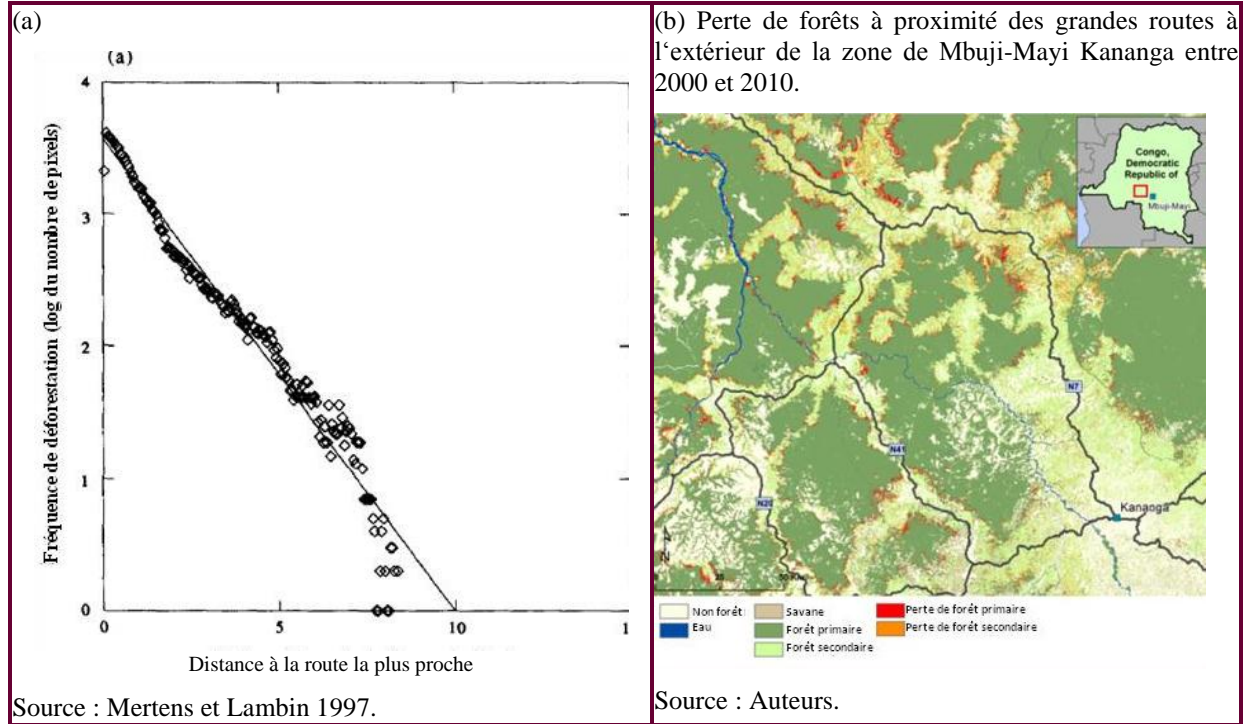 (a)
(a)
Fréquence de déforestation (log du nombre de pixels)
4
3
2
1
0
0
5
10
1
Distance à la route la plus proche
Source : Mertens et Lambin 1997.
(b) Perte de forêts à proximité des grandes routes à
l‘extérieur de la zone de Mbuji-Mayi Kananga entre
2000 et 2010.
Congo,
Democratic
Republic of
Mbuji-Mayi
N7
N41
N20
Kananga
N
Non forêt
Eau
Savane
Forêt primaire
Forêt secondaire
Perte de forêt primaire
Perte de forêt secondaire
Source : Auteurs.